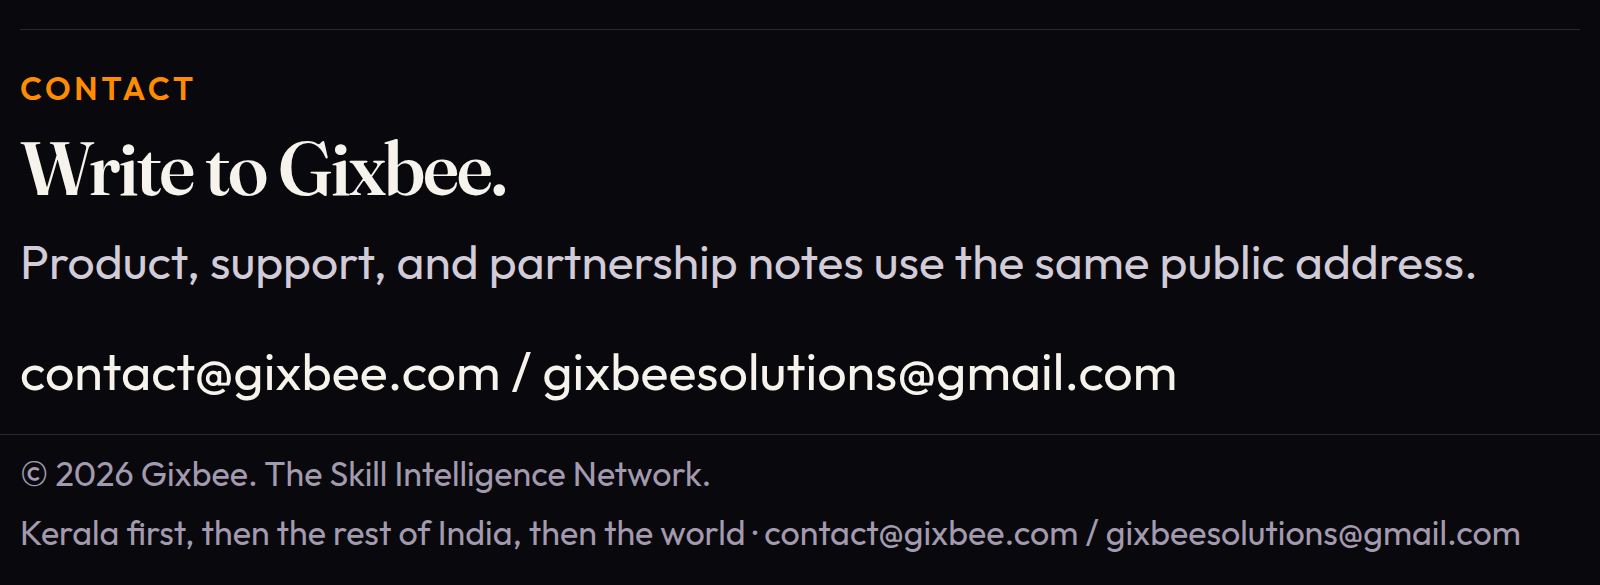 CONTACT
Write to Gixbee.
Product, support, and partnership notes use the same public address.
contact@gixbee.com / gixbeesolutions@gmail.com
© 2026 Gixbee. The Skill Intelligence Network.
Kerala first, then the rest of India, then the world · contact@gixbee.com / gixbeesolutions@gmail.com